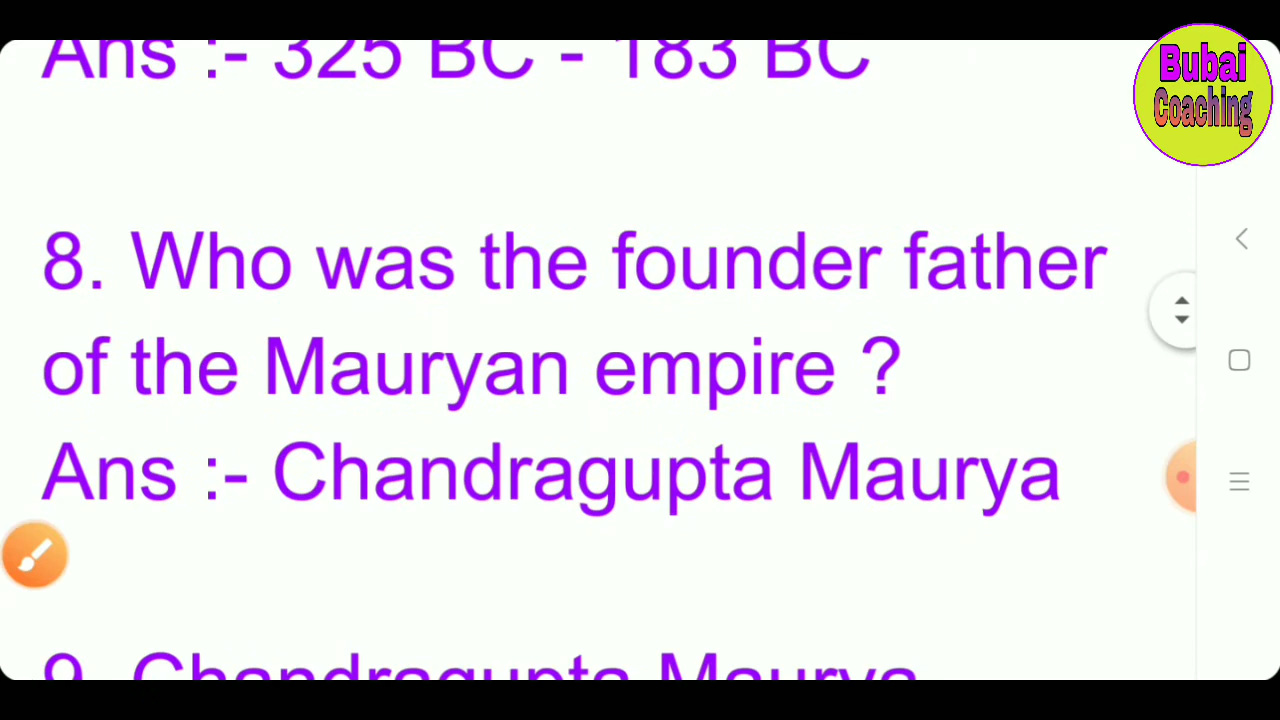 Ans :- 325 BC - 183 BC
Bubai
Coaching
8. Who was the founder father
of the Mauryan empire ?
Ans :- Chandragupta Maurya
9. Chandragupta Maurya